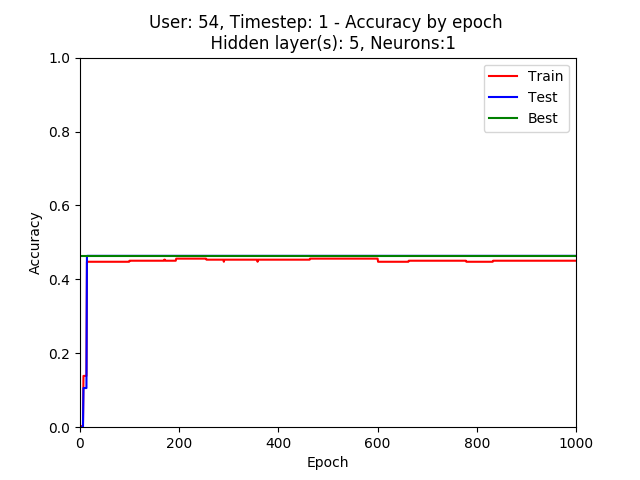 User: 54, Timestep: 1 - Accuracy by epoch
Hidden layer(s): 5, Neurons:1
1.0
0.8
0.6
0.4
0.2
0.0
Accuracy
Train
Test
Best
0 200 400 600 800 1000
Epoch